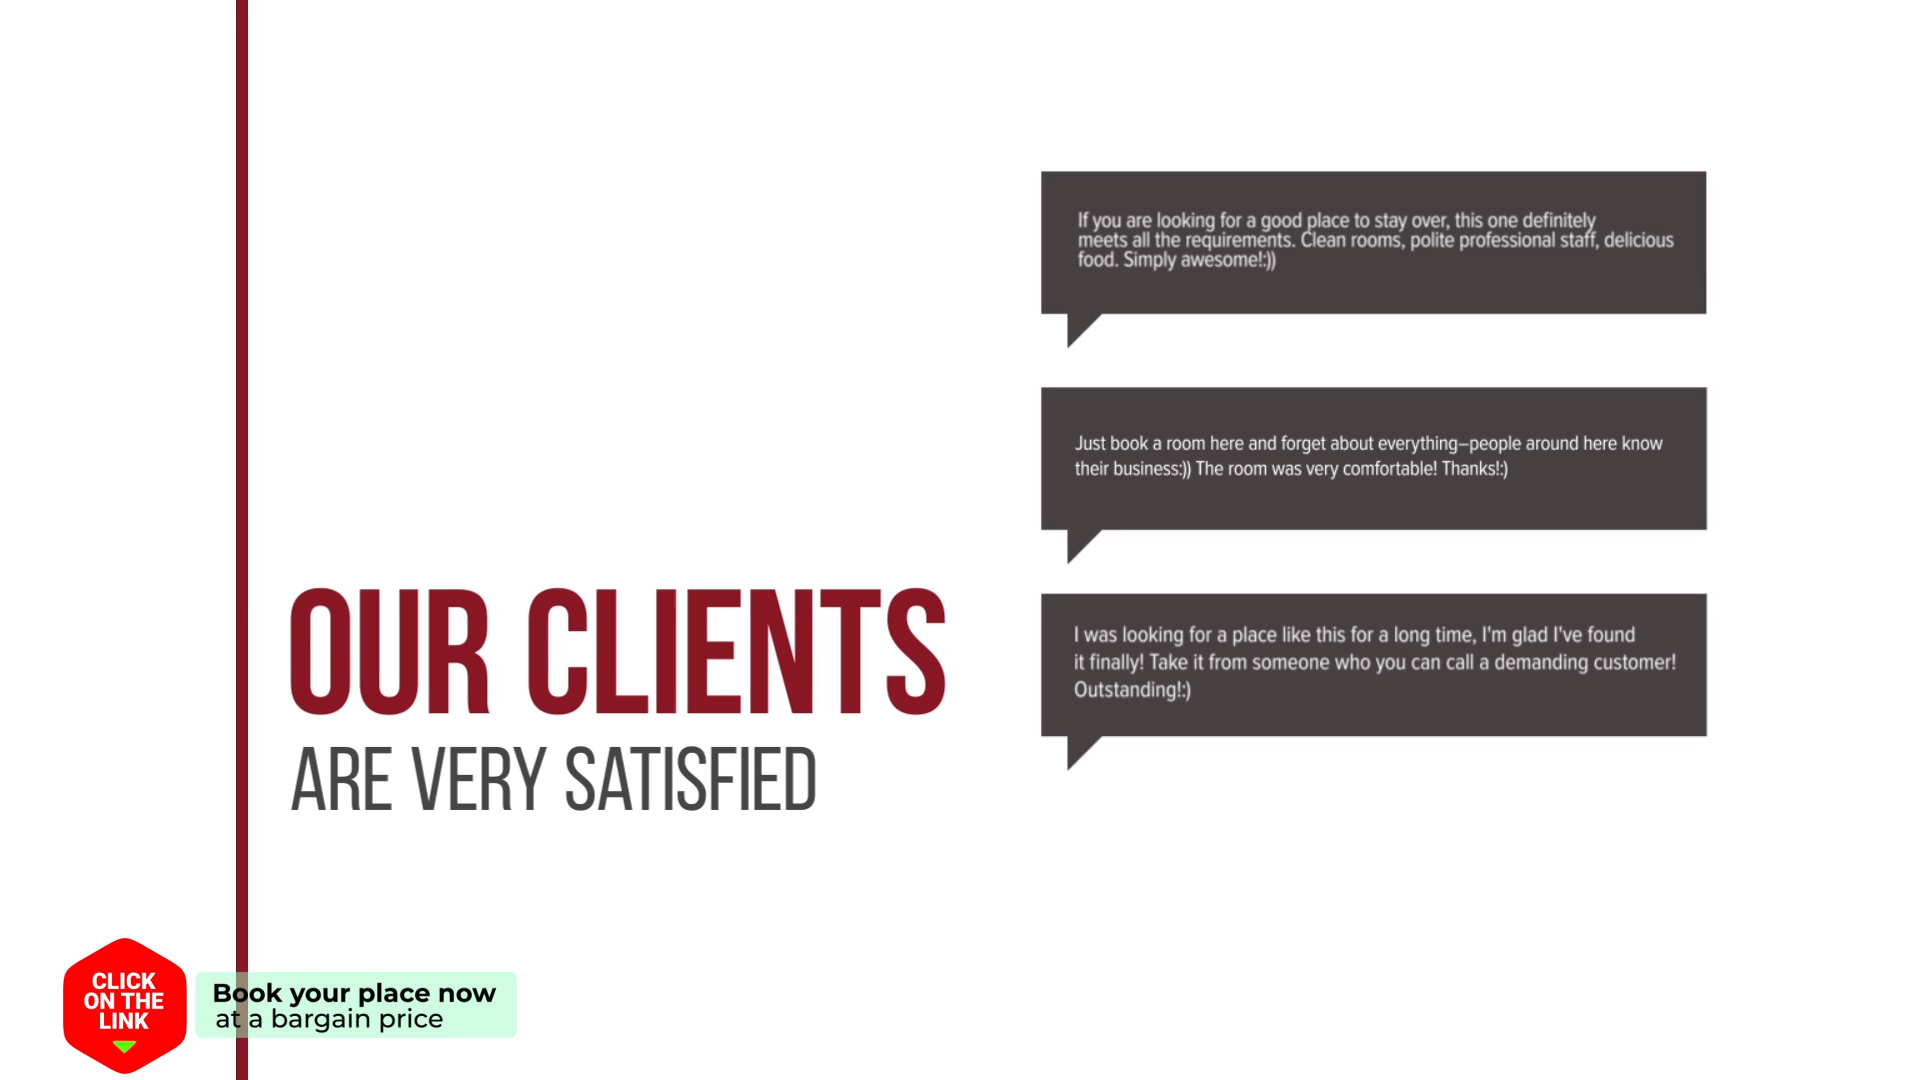 If you are looking for a good place to stay over, this one definitely
meets all the requirements. Clean rooms, polite professional staff, delicious
food. Simply awesome!:))
Just book a room here and forget about everything–people around here know
their business:)) The room was very comfortable! Thanks!:)
I was looking for a place like this for a long time, I'm glad I've found
it finally! Take it from someone who you can call a demanding customer!
Outstanding!:)
OUR CLIENTS
ARE VERY SATISFIED
CLICK
ON THE
LINK
Book your place now
at a bargain price